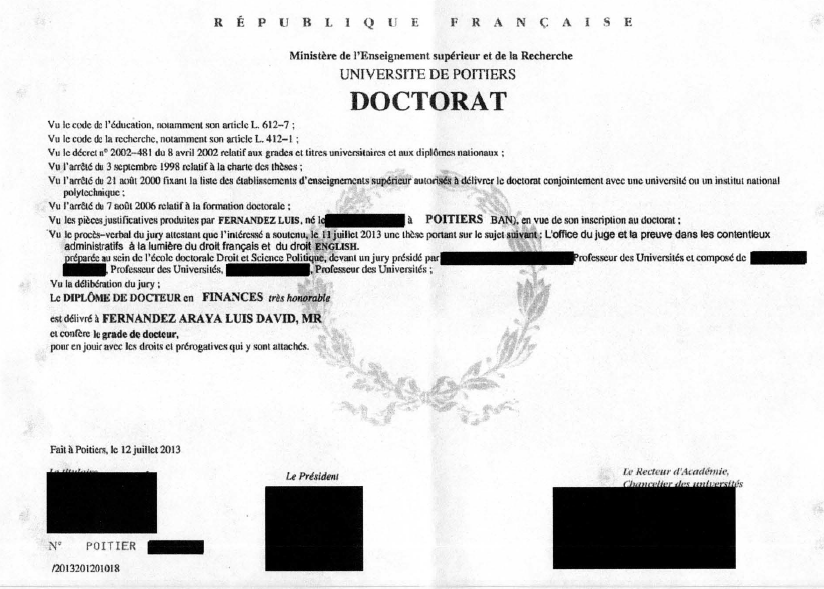 RÉPUBLIQUE FRANÇAISE
Ministère de l'Enseignement supérieur et de la Recherche
UNIVERSITE DE POITIERS
DOCTORAT
Vu le code de l'éducation, notamment son article L. 612-7 ;
Vu le code de la recherche, notamment son article L. 412-1 ;
Vu le décret n° 2002-481 du 8 avril 2002 relatif aux grades et titres universitaires et aux diplômes nationaux ;
Vu l'arrêté du 3 septembre 1998 relatif à la charte des thèses ;
Vu l'arrêté du 21 août 2000 fixant la liste des établissements d'enseignements supérieur autorisés à délivrer le doctorat conjointement avec une université ou un institut national
polytechnique ;
Vu l'arrêté du 7 août 2006 relatif à la formation doctorale ;
Vu les pièces justificatives produites par FERNANDEZ LUIS, né le à POITIERS BAN), en vue de son inscription au doctorat ;
Vu le procès-verbal du jury attestant que l'intéressé a soutenu, le 11 juillet 2013 une thèse portant sur le sujet suivant : L'office du juge et la preuve dans les contentieux
administratifs à la lumière du droit français et du droit ENGLISH.
préparée au sein de l'école doctorale Droit et Science Politique, devant un jury présidé par Professeur des Universités et composé de
, Professeur des Universités, , Professeur des Universités ;
Vu la délibération du jury ;
Le DIPLÔME DE DOCTEUR en FINANCES très honorable
est délivré à FERNANDEZ ARAYA LUIS DAVID, MR
et confère le grade de docteur,
pour en jouir avec les droits et prérogatives qui y sont attachés.
Fait à Poitiers, le 12 juillet 2013
Le titulaire
Le Président
Le Recteur d'Académie,
Chancelier des universités
N° POITIER
/2013201201018